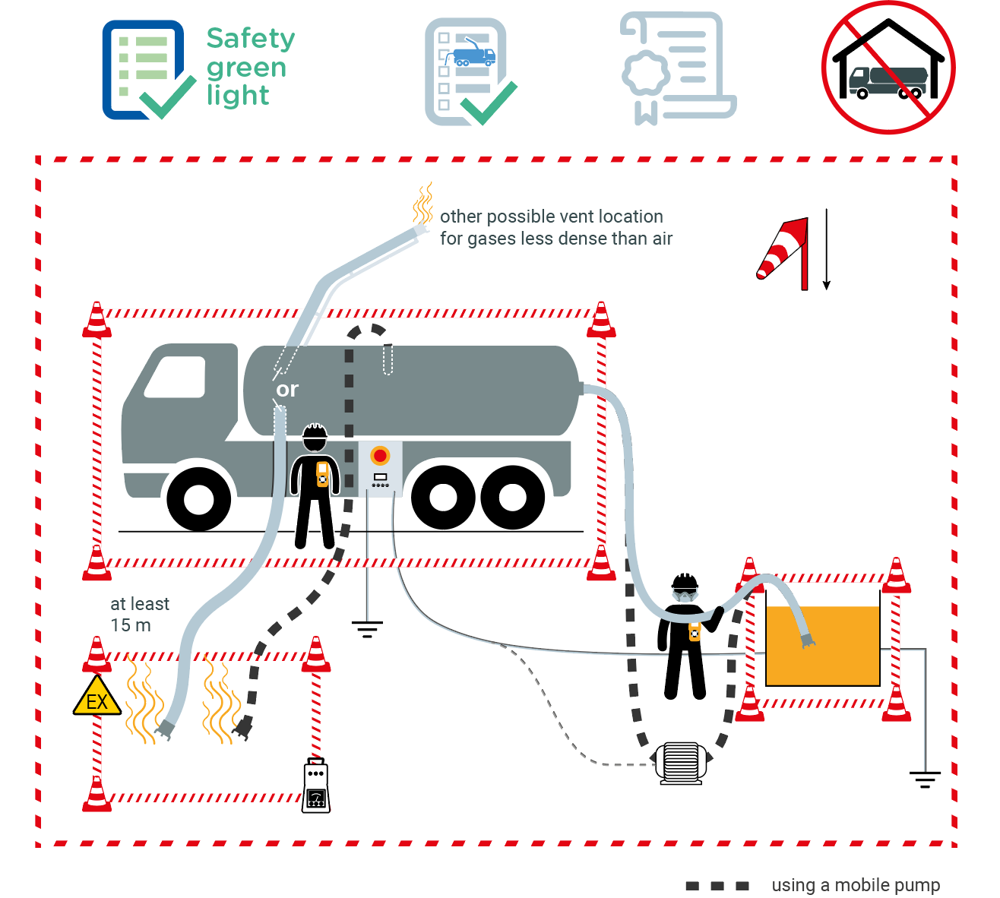 Safety
green
light
other possible vent location
for gases less dense than air
or
at least
15 m
EX
using a mobile pump